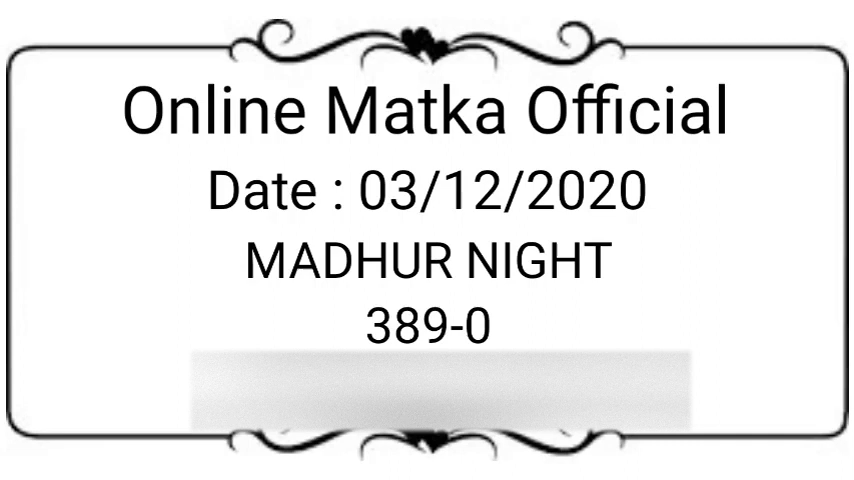 Online Matka Official
Date : 03/12/2020
MADHUR NIGHT
389-0